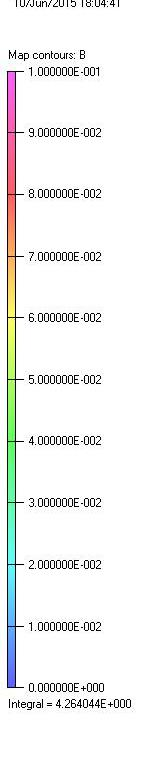 10/Jun/2015 18:04:41
Map contours: B
1.000000E-001
9.000000E-002
8.000000E-002
7.000000E-002
6.000000E-002
5.000000E-002
4.000000E-002
3.000000E-002
2.000000E-002
1.000000E-002
0.000000E+000
Integral = 4.264044E+000